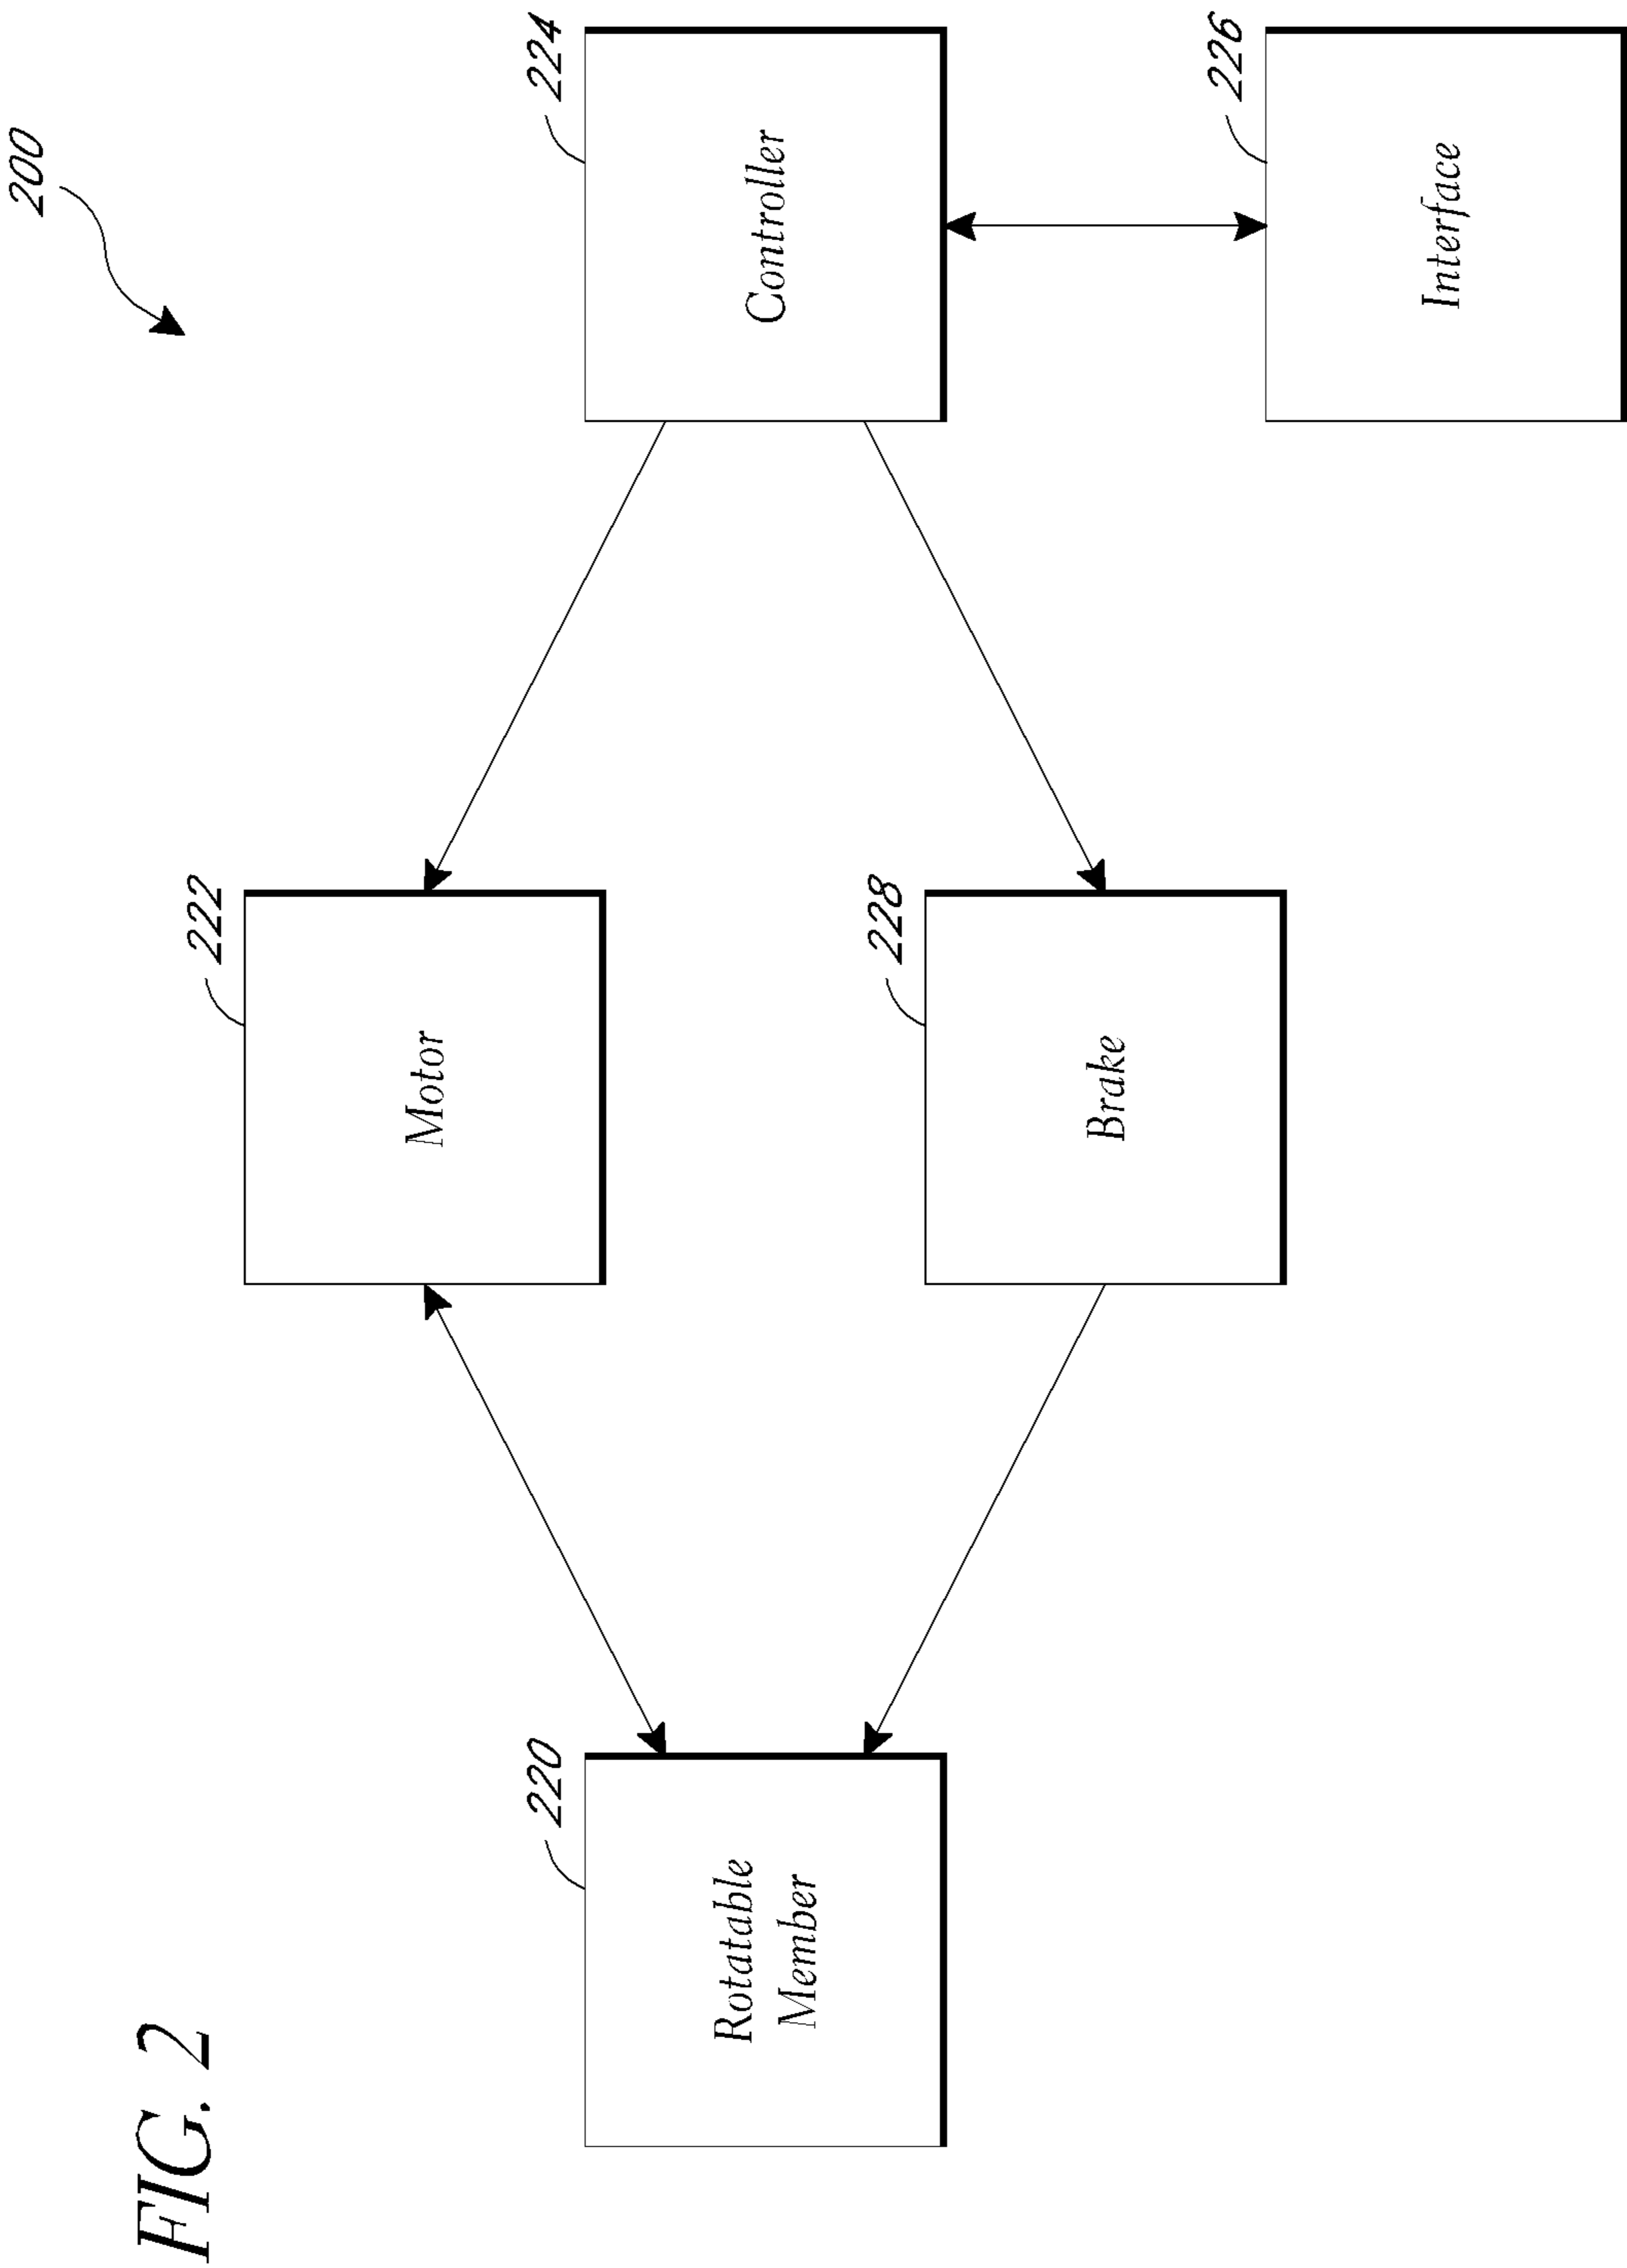 FIG. 2
200
222
Motor
220
Rotatable
Member
224
Controller
228
Brake
226
Interface